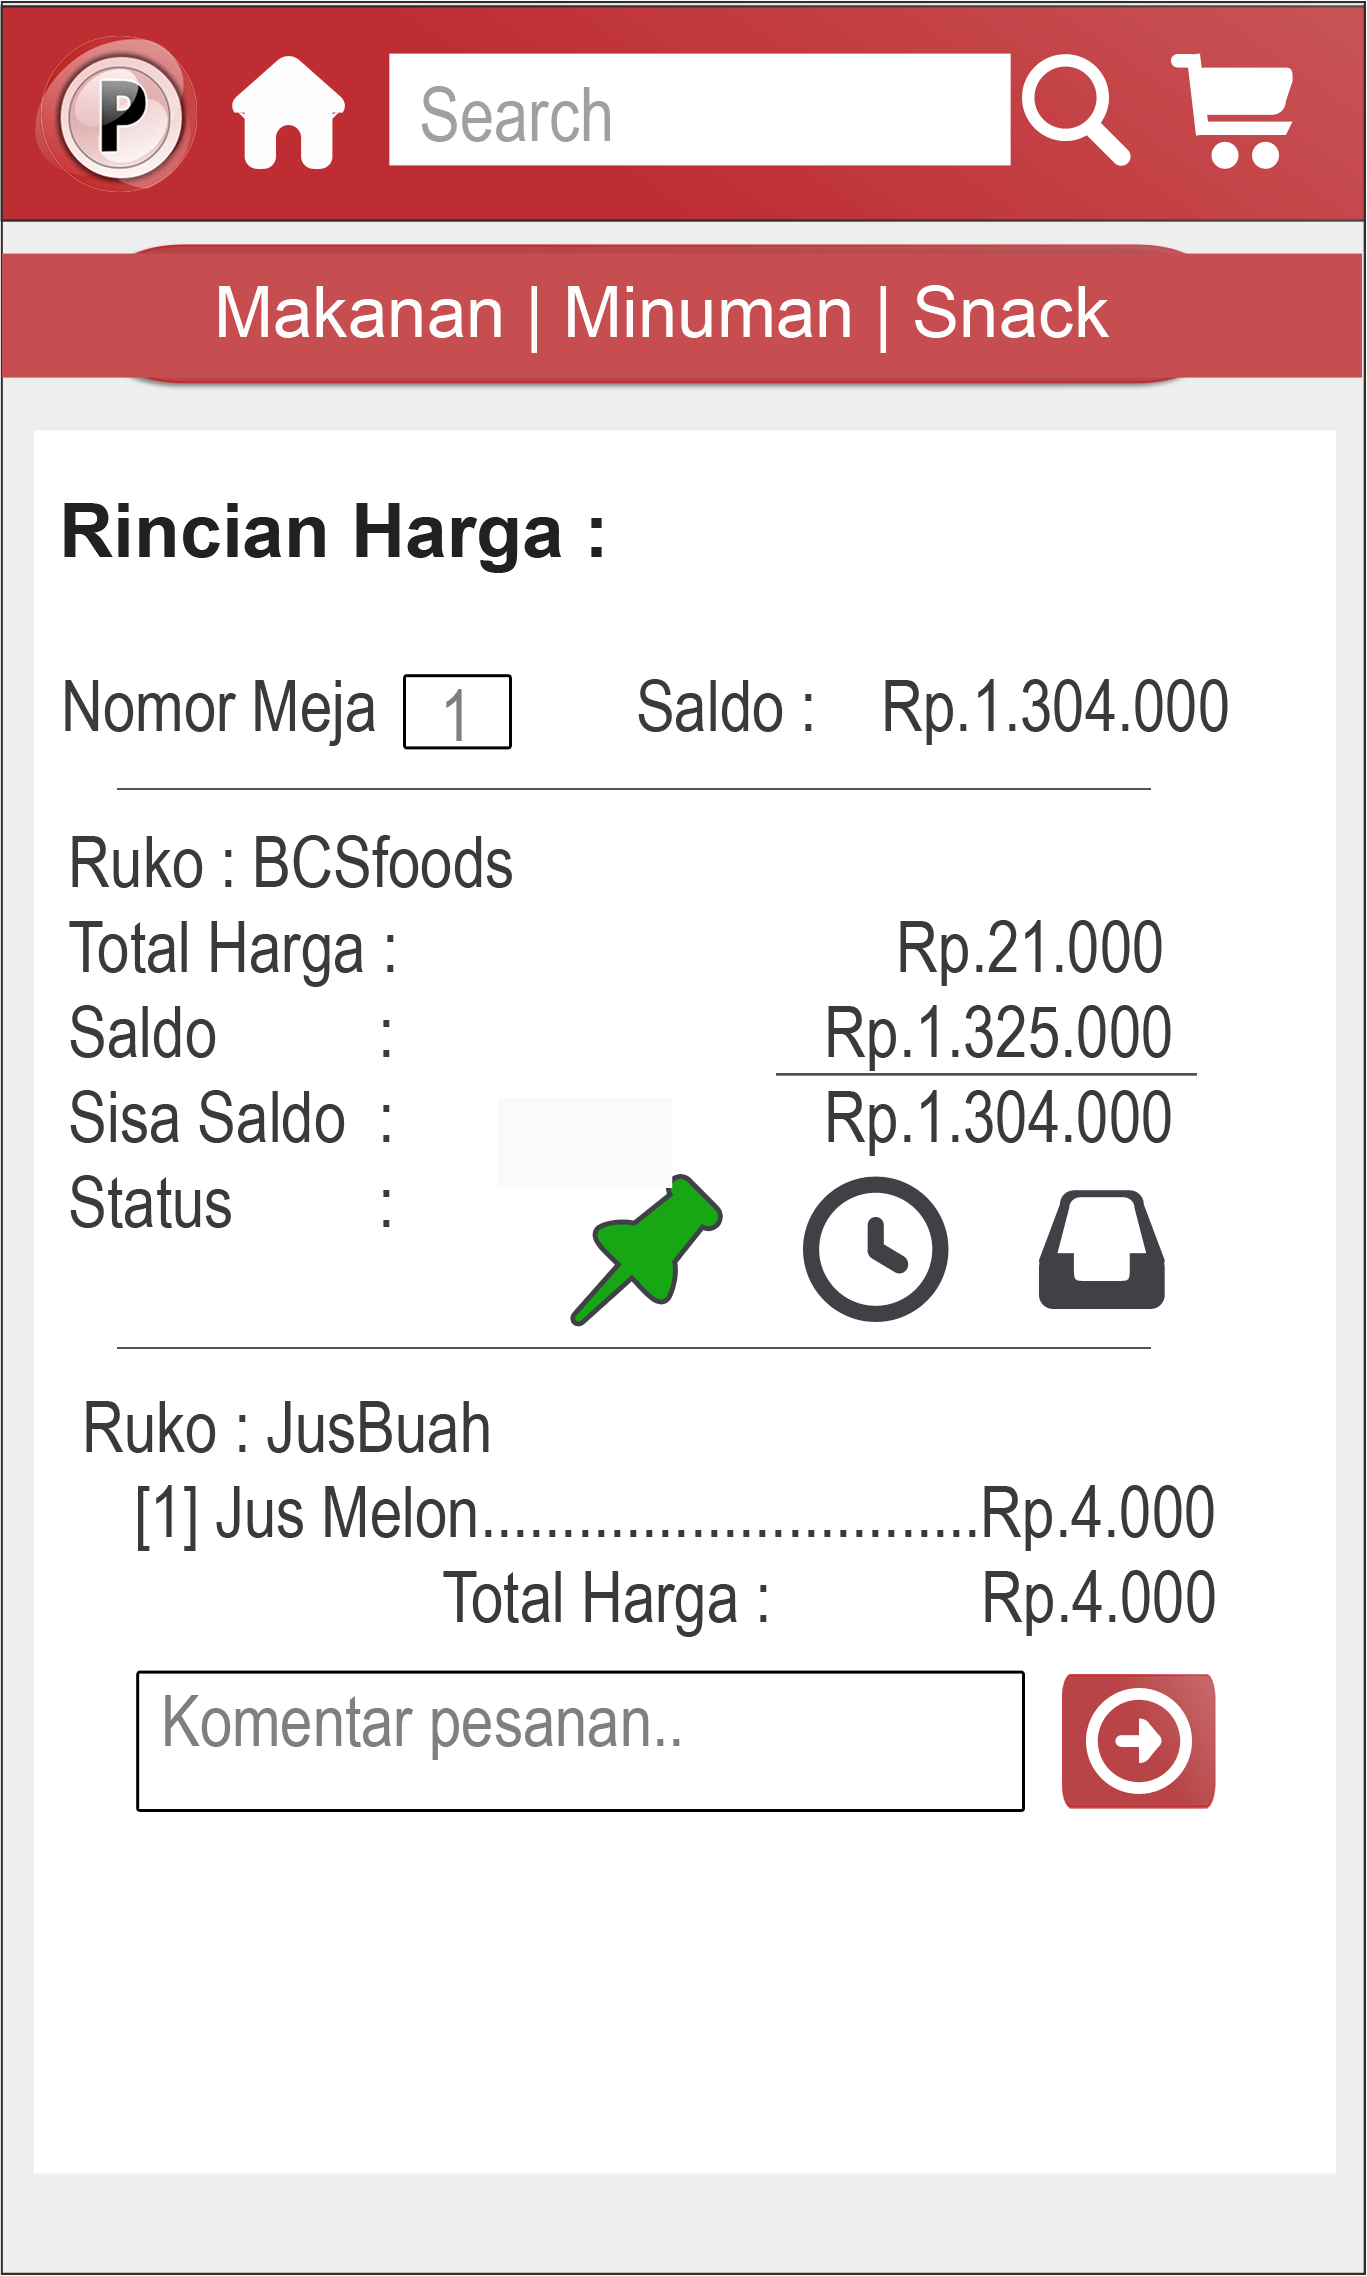 P
Search
Makanan | Minuman | Snack
Rincian Harga :
Nomor Meja 1 Saldo : Rp.1.304.000
Ruko : BCSfoods
Total Harga : Rp.21.000
Saldo : Rp.1.325.000
Sisa Saldo : Rp.1.304.000
Status :
Ruko : JusBuah
[1] Jus Melon...............................Rp.4.000
Total Harga : Rp.4.000
Komentar pesanan..